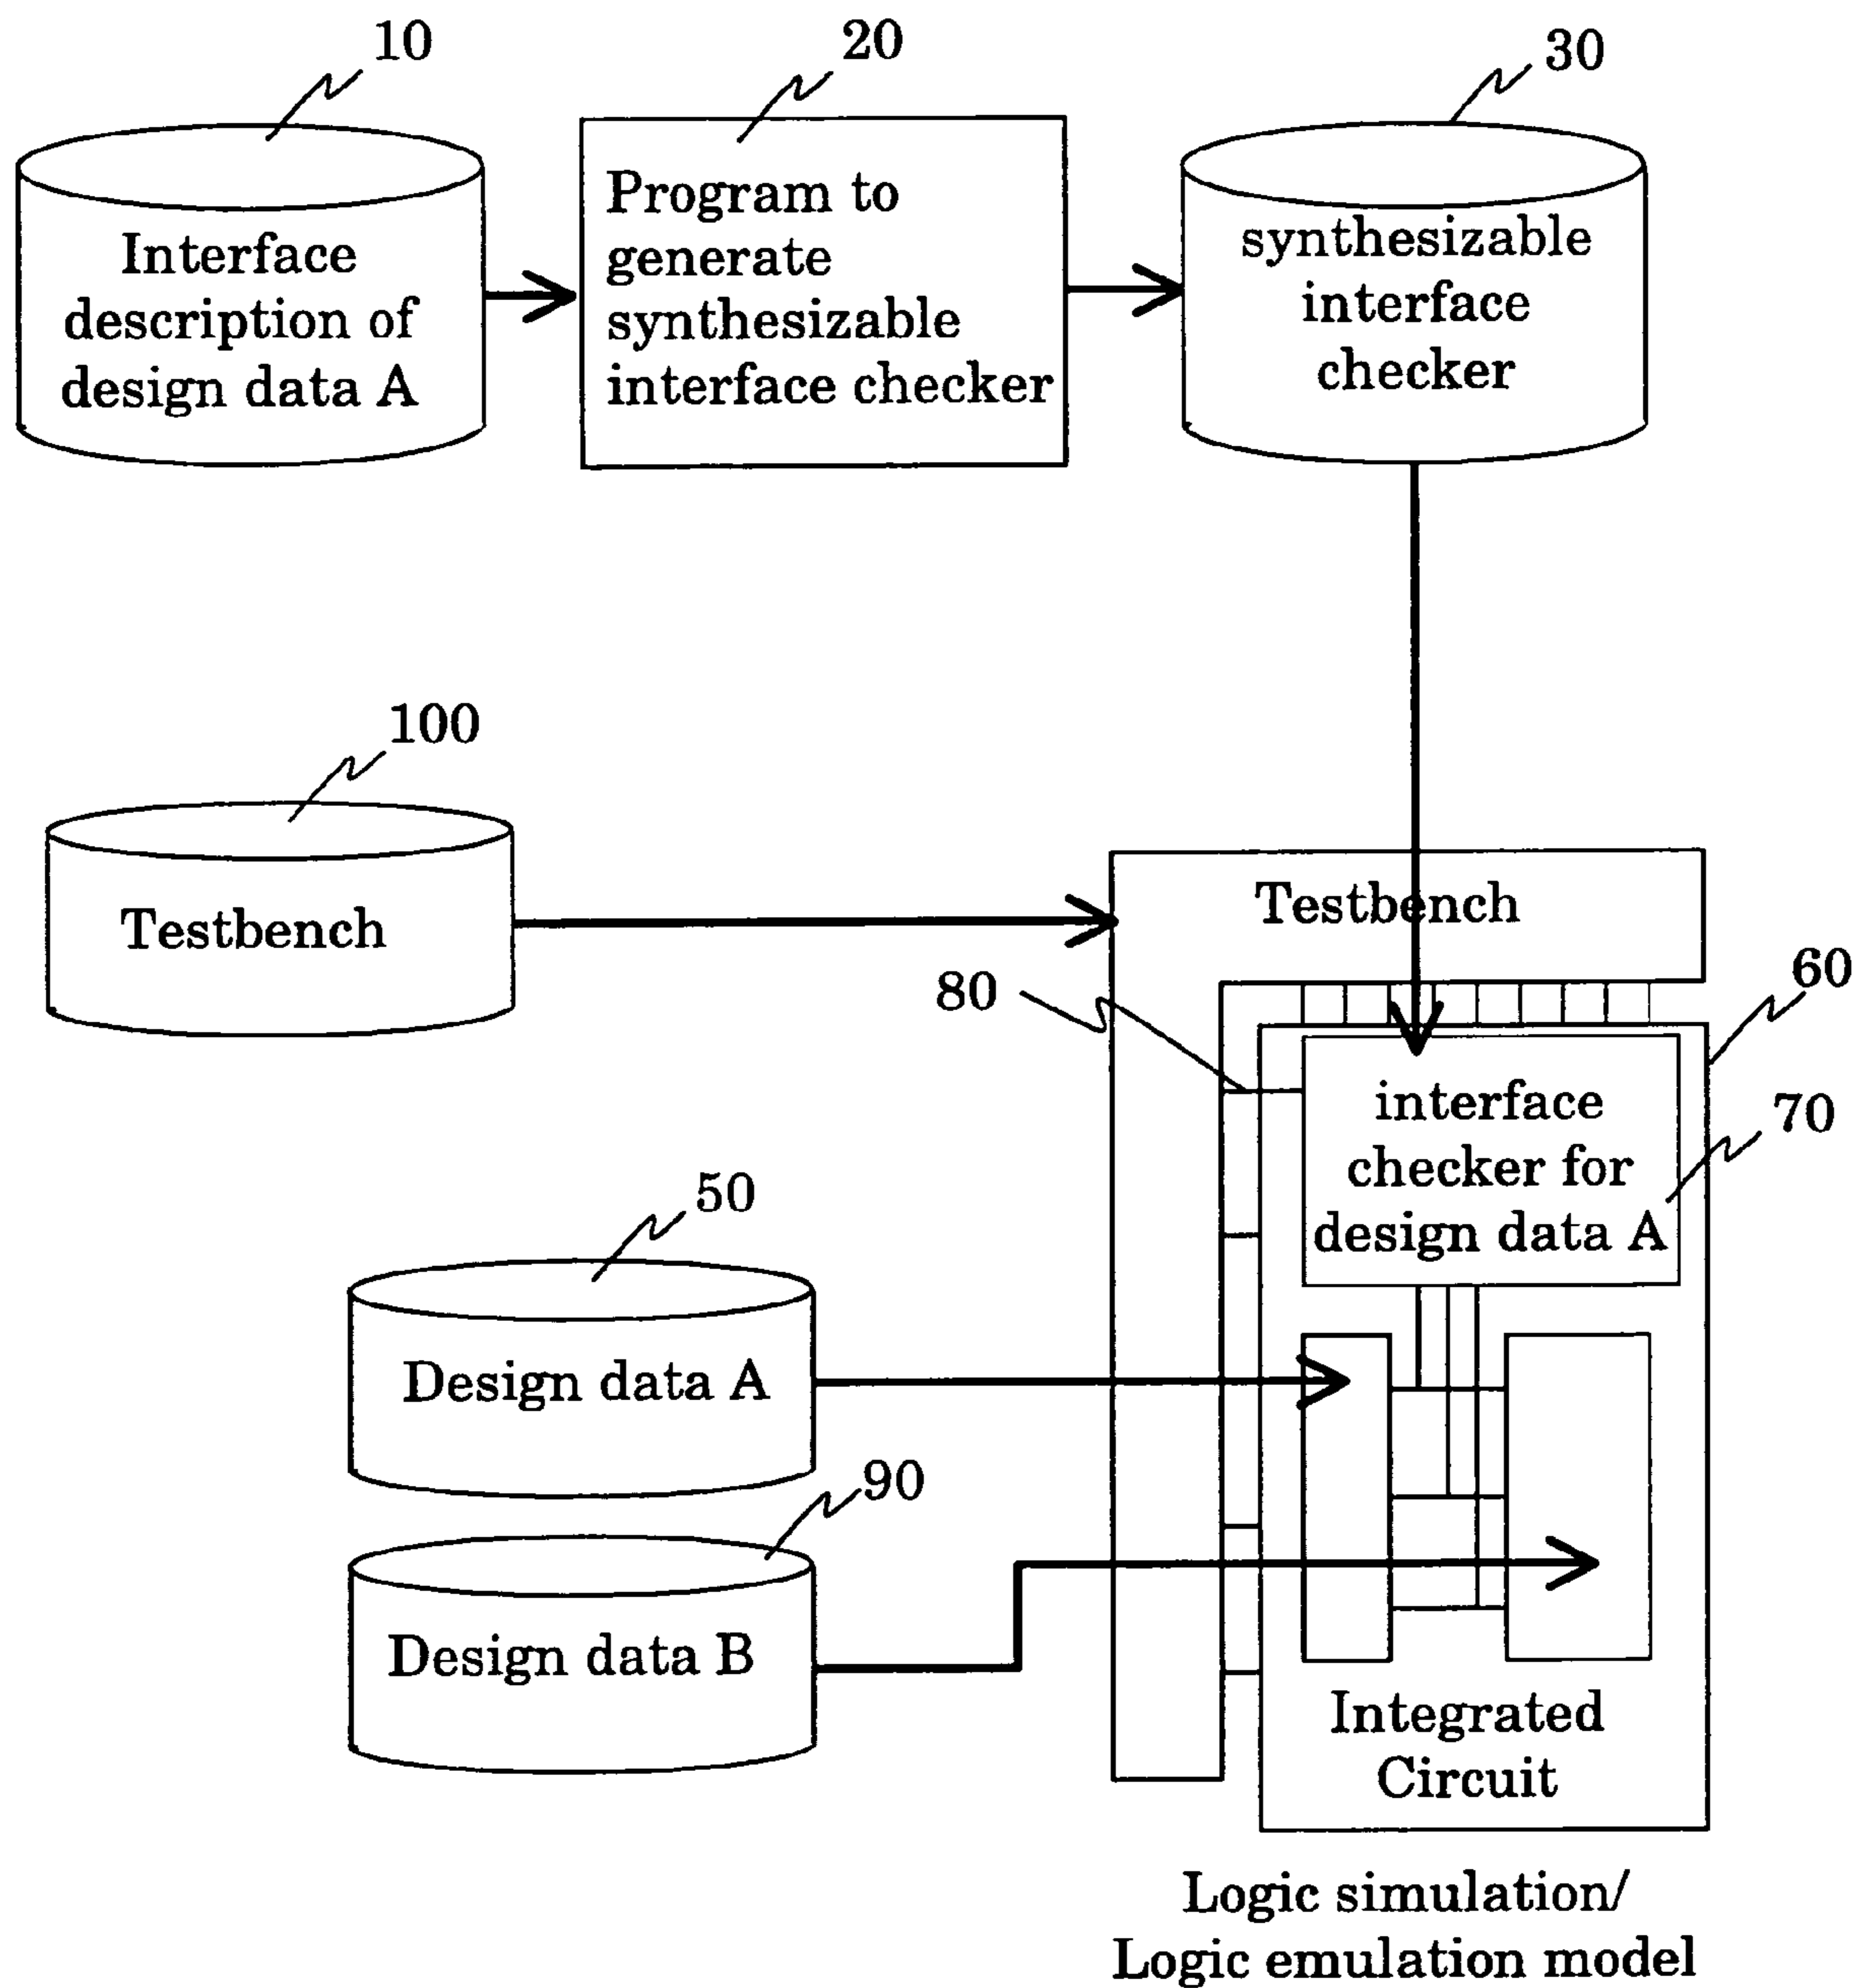 10
20
30
Interface
description of
design data A
Program to
generate
synthesizable
interface checker
synthesizable
interface
checker
100
Testbench
Testbench
80
60
interface
checker for
design data A
70
50
Design data A
90
Design data B
Integrated
Circuit
Logic simulation/
Logic emulation model